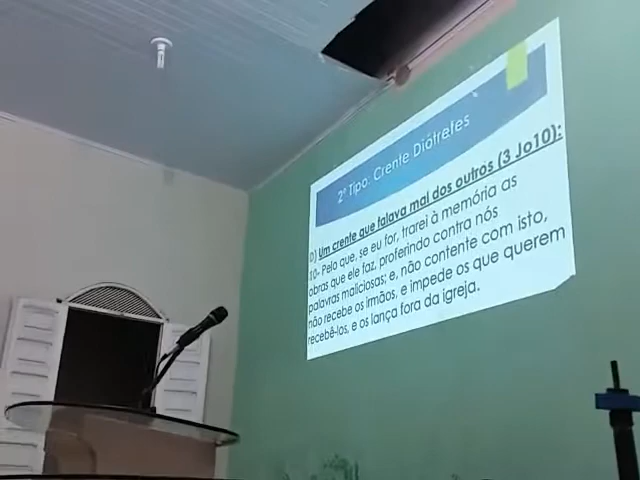 2º Tipo: Crente Diótrefes
D) Um crente que falava mal dos outros (3 Jo10):
10- Pelo que, se eu for, trarei à memória as
obras que ele faz, proferindo contra nós
palavras maliciosas; e, não contente com isto,
não recebe os irmãos, e impede os que querem
recebê-los, e os lança fora da igreja.